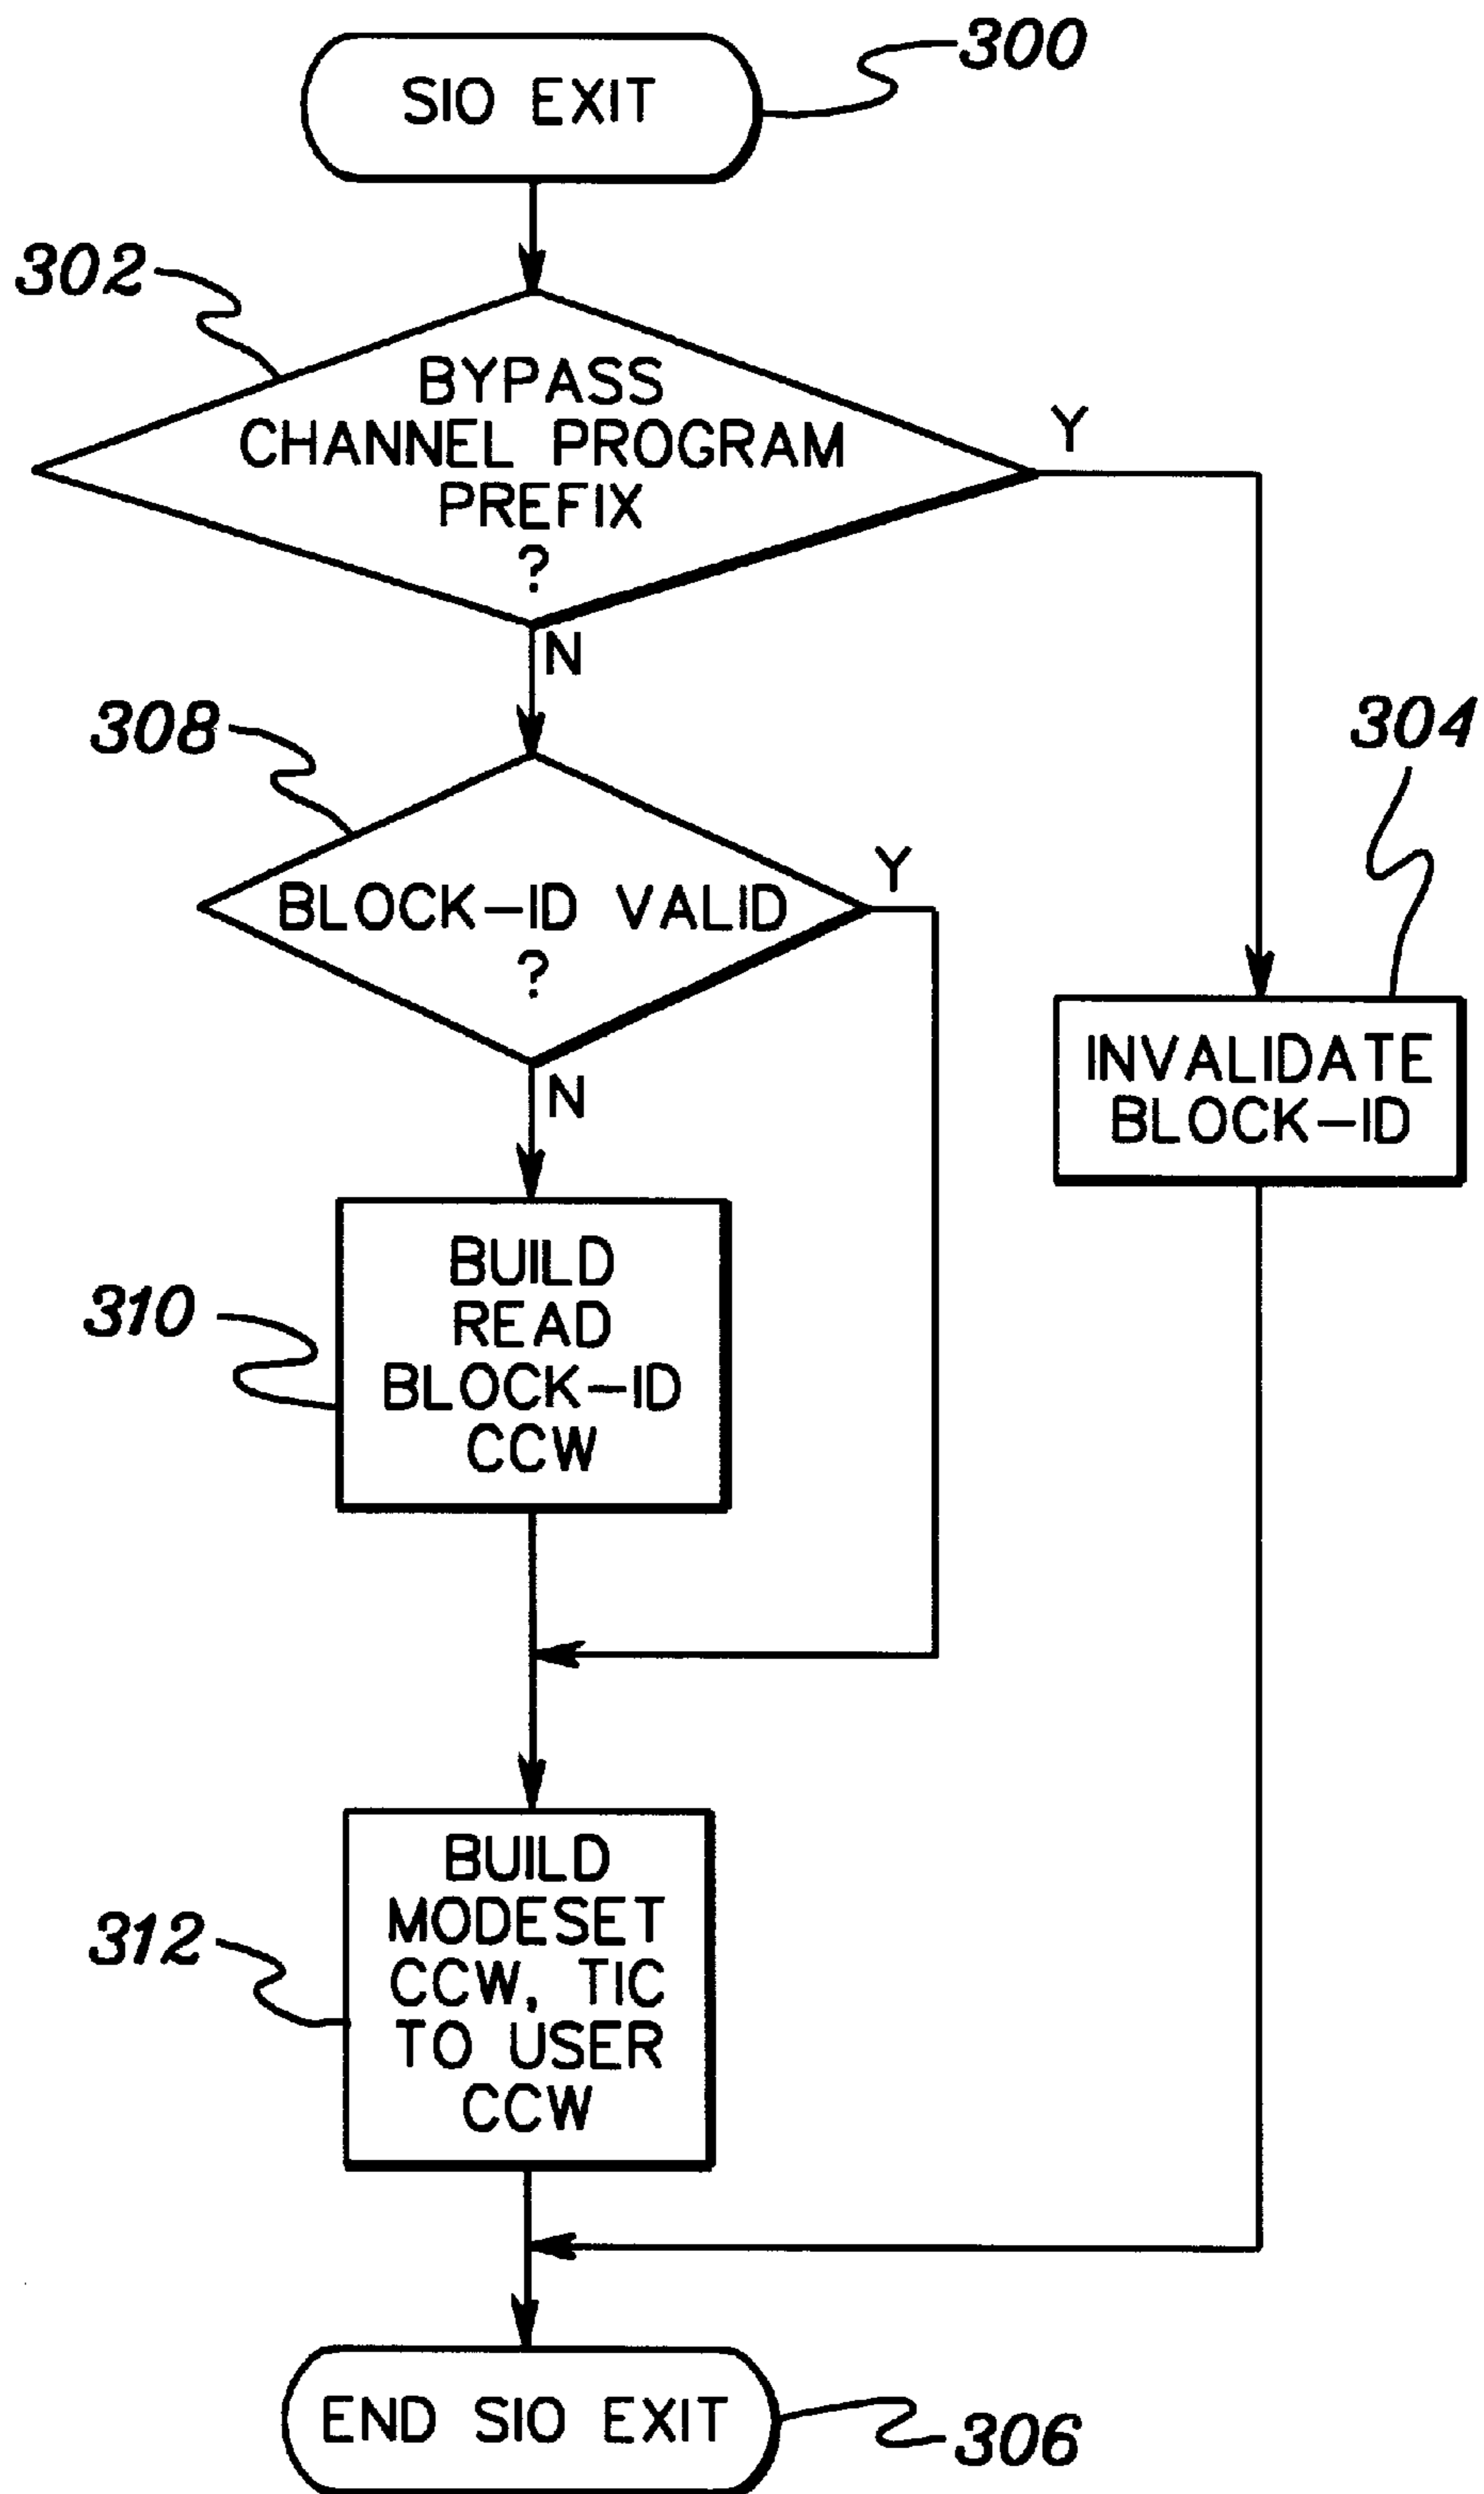 SIO EXIT
300
302
BYPASS
CHANNEL PROGRAM
PREFIX
?
Y
N
308
304
BLOCK-ID VALID
?
Y
N
INVALIDATE
BLOCK-ID
BUILD
READ
BLOCK-ID
CCW
310
BUILD
MODESET
CCW, TIC
TO USER
CCW
312
END SIO EXIT
306